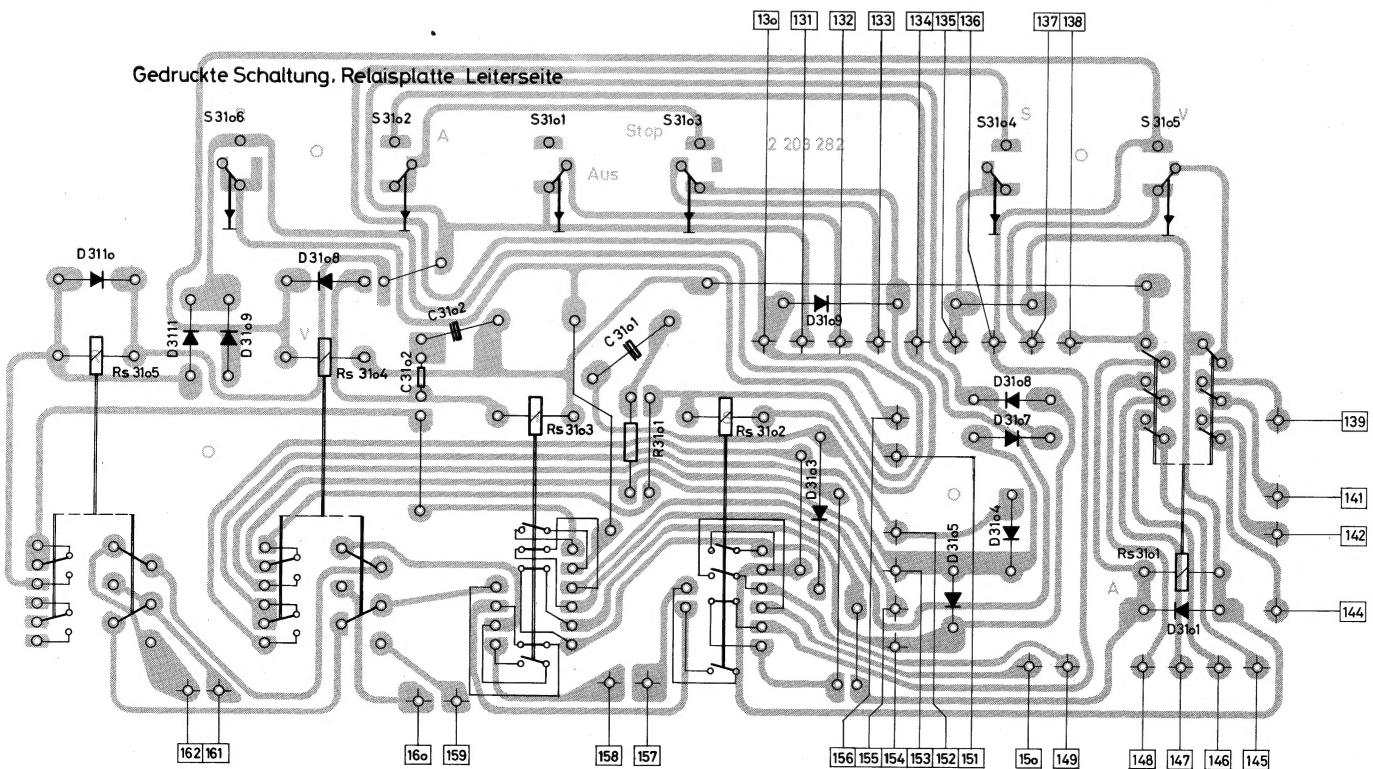 13o 131 132 133 134 135 136 137 138
Gedruckte Schaltung, Relaisplatte Leiterseite
S31o6 S31o2 S31o1 S31o3 S31o4 S31o5
A Stop S V
2 203 282
Aus
D311o D31o8
C31o2 C31o1 D31o9
D3111 D31o9 V
Rs 31o5 Rs 31o4 C31o2
D31o8
D31o7
Rs 31o3 R31o1 Rs 31o2
139
D31o3
141
D31o5 D31o4
142
Rs31o1
A
D31o1
144
162 161 16o 159 158 157 156 155 154 153 152 151 15o 149 148 147 146 145